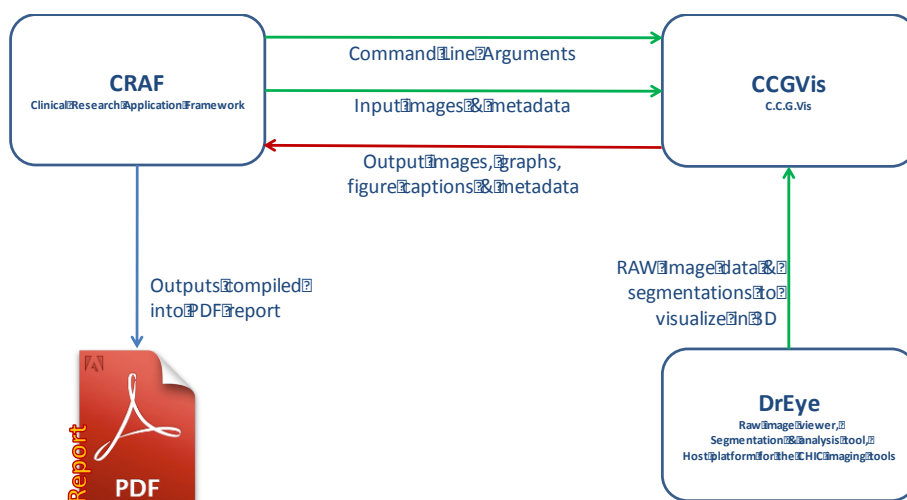 CRAF
Clinical Research Application Framework
Command Line Arguments
Input images & metadata
Output images, graphs,
figure captions & metadata
CCGVis
C.C.G.Vis
Outputs compiled
into PDF report
RAW Image data &
segmentations to
visualize in 3D
DrEye
Raw image viewer,
Segmentation & analysis tool,
Host platform for the CHIC imaging tools
Report
PDF